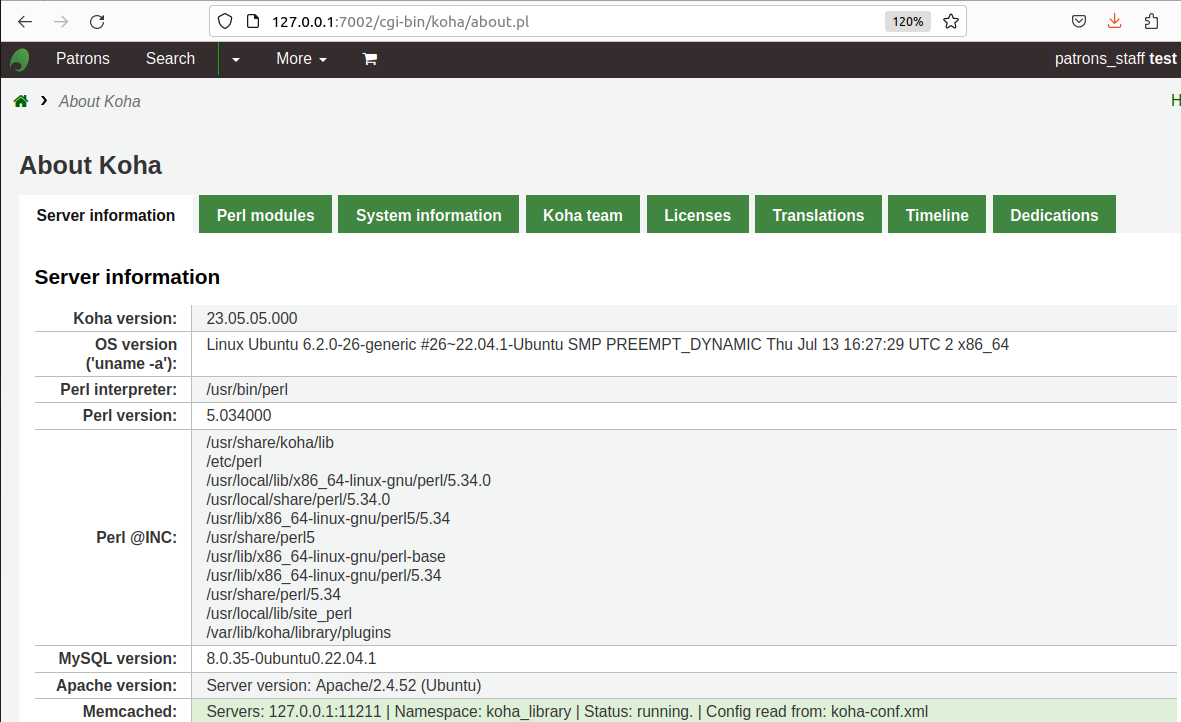 127.0.0.1:7002/cgi-bin/koha/about.pl 120%
Patrons Search More patrons_staff test
About Koha H
About Koha
Server information Perl modules System information Koha team Licenses Translations Timeline Dedications
Server information
Koha version: 23.05.05.000
OS version Linux Ubuntu 6.2.0-26-generic #26~22.04.1-Ubuntu SMP PREEMPT_DYNAMIC Thu Jul 13 16:27:29 UTC 2 x86_64
('uname -a'):
Perl interpreter: /usr/bin/perl
Perl version: 5.034000
/usr/share/koha/lib
/etc/perl
/usr/local/lib/x86_64-linux-gnu/perl/5.34.0
/usr/local/share/perl/5.34.0
/usr/lib/x86_64-linux-gnu/perl5/5.34
Perl @INC: /usr/share/perl5
/usr/lib/x86_64-linux-gnu/perl-base
/usr/lib/x86_64-linux-gnu/perl/5.34
/usr/share/perl/5.34
/usr/local/lib/site_perl
/var/lib/koha/library/plugins
MySQL version: 8.0.35-0ubuntu0.22.04.1
Apache version: Server version: Apache/2.4.52 (Ubuntu)
Memcached: Servers: 127.0.0.1:11211 | Namespace: koha_library | Status: running. | Config read from: koha-conf.xml